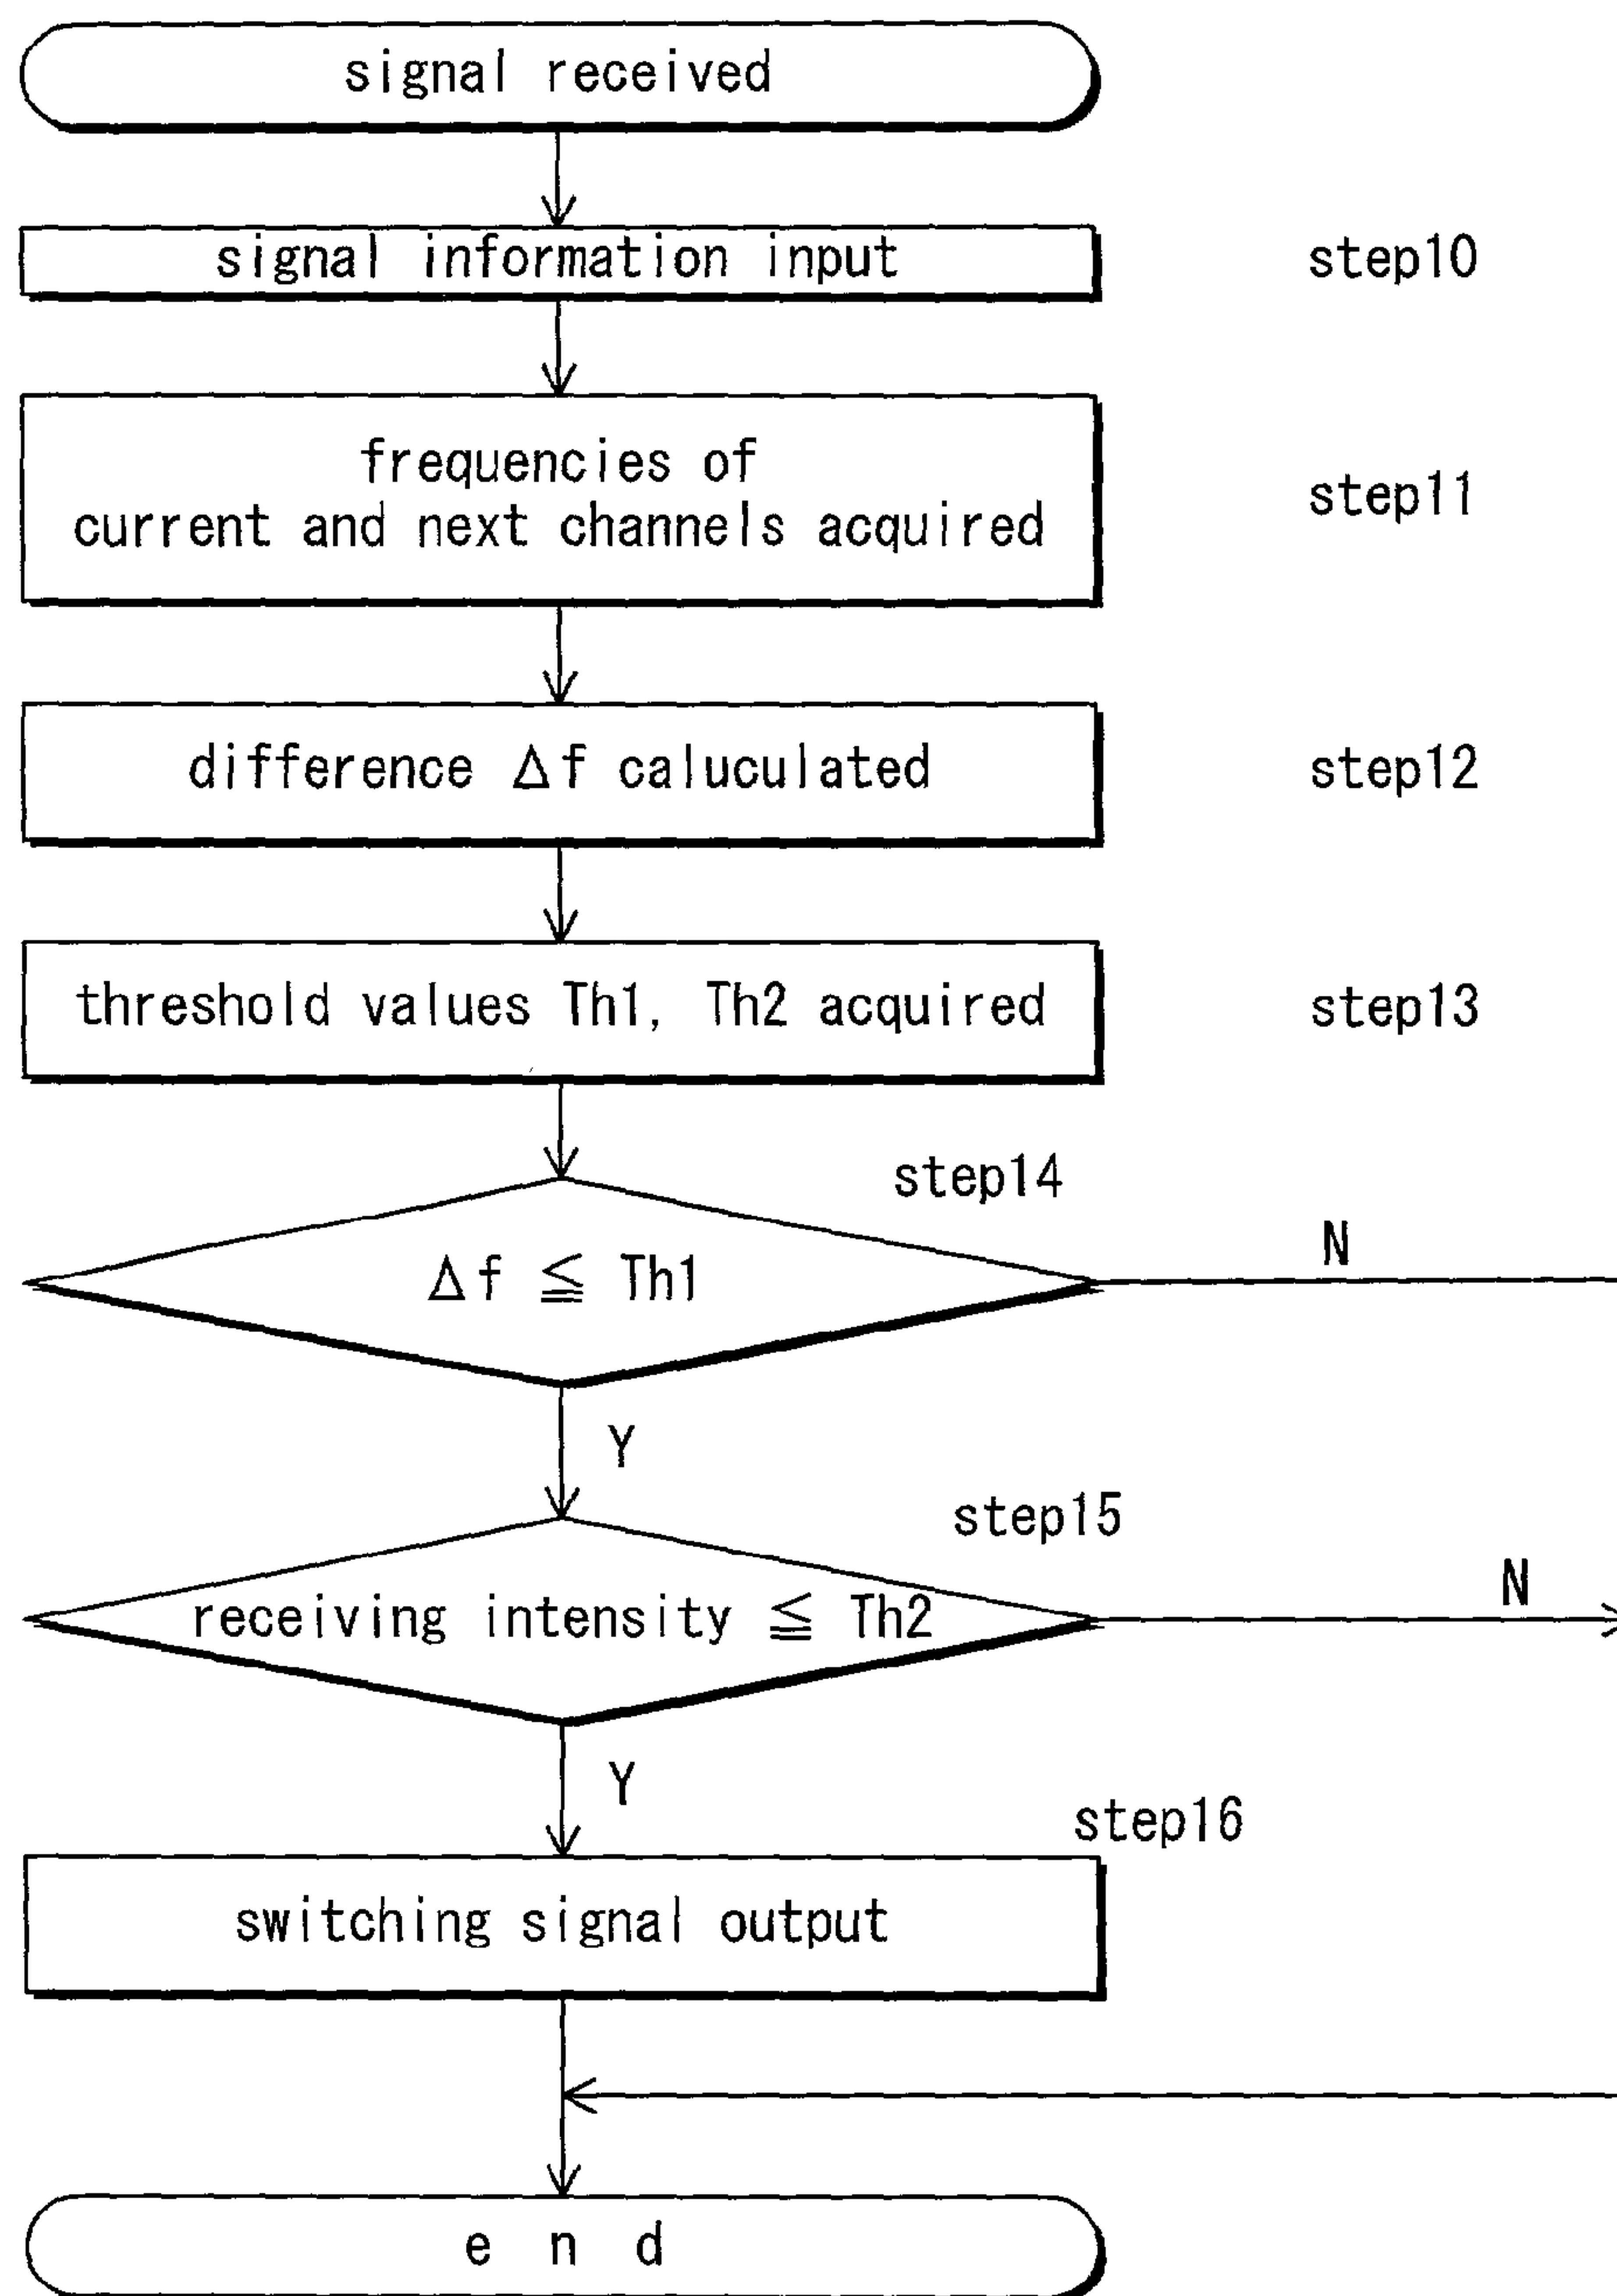 signal received
signal information input
step10
frequencies of
current and next channels acquired
step11
difference Δf caluculated
step12
threshold values Th1, Th2 acquired
step13
step14
Δf ≦ Th1
N
Y
step15
receiving intensity ≦ Th2
N
Y
step16
switching signal output
e n d